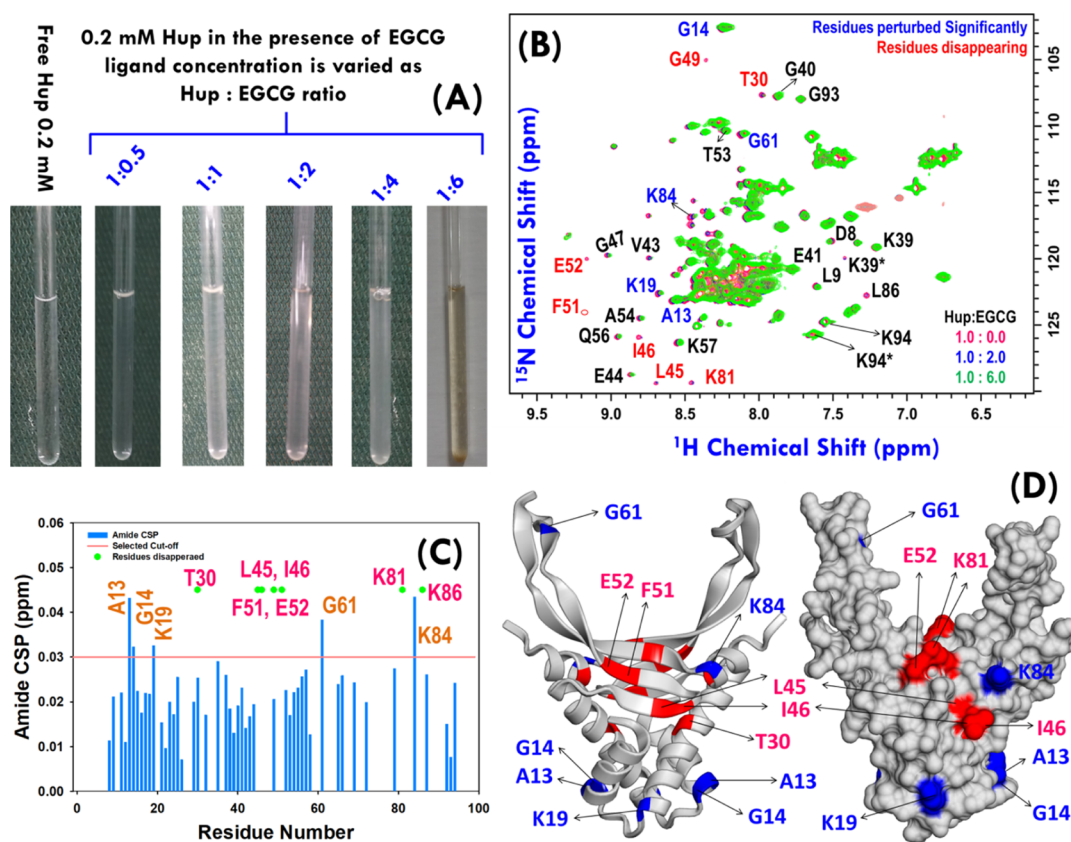 Free Hup 0.2 mM
0.2 mM Hup in the presence of EGCG
ligand concentration is varied as
Hup : EGCG ratio
(A)
1:0.5
1:1
1:2
1:4
1:6
(B)
Residues perturbed Significantly
Residues disappearing
G14
G49
T30
G40
G93
T53
G61
K84
G47
V43
E52
K19
A13
E41
D8
L9
K39
K39*
L86
F51
A54
Q56
I46
K57
E44
L45
K81
K94
K94*
Hup:EGCG
1.0 : 0.0
1.0 : 2.0
1.0 : 6.0
105
110
115
120
125
15N Chemical Shift (ppm)
9.5
9.0
8.5
8.0
7.5
7.0
6.5
1H Chemical Shift (ppm)
(C)
Amide CSP
Selected Cut-off
Residues disapperaed
0.06
0.05
0.04
0.03
0.02
0.01
0.00
Amide CSP (ppm)
A13
G14
K19
T30
L45, I46
F51, E52
G61
K81
K86
K84
0
20
40
60
80
100
Residue Number
(D)
G61
E52
F51
K84
L45
I46
T30
G14
A13
K19
A13
G14
G61
E52
K81
K84
I46
A13
K19
G14